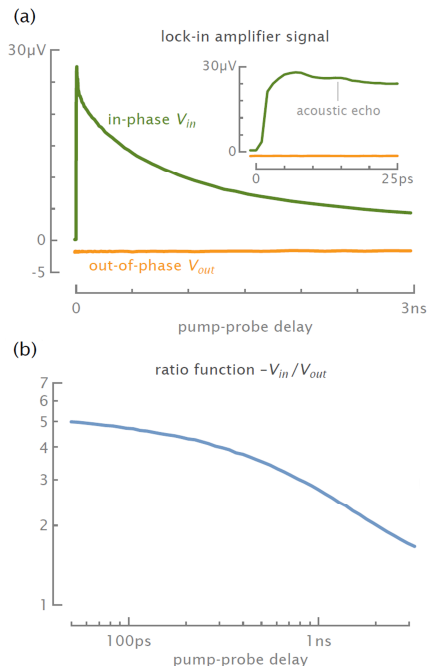 (a)
lock-in amplifier signal
30µV
in-phase Vin
0
out-of-phase Vout
-5
0
3ns
pump-probe delay
30µV
acoustic echo
0
0
25ps
(b)
ratio function –Vin/Vout
7
6
5
4
3
2
1
100ps
1ns
pump-probe delay